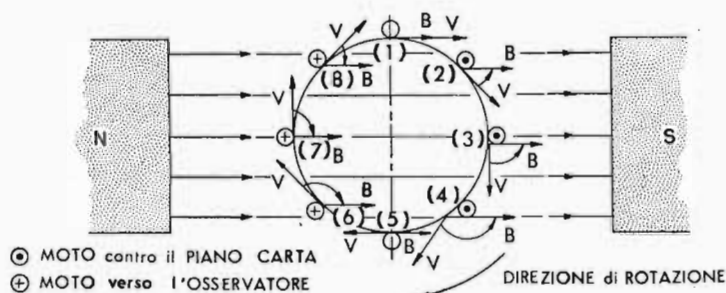 V B V
(1)
(8) B (2) B
V V
N V (7) B (3) B S
V B (4) V
(6) (5) B
V B V
⊙ MOTO contro il PIANO CARTA
⊕ MOTO verso l'OSSERVATORE
DIREZIONE di ROTAZIONE